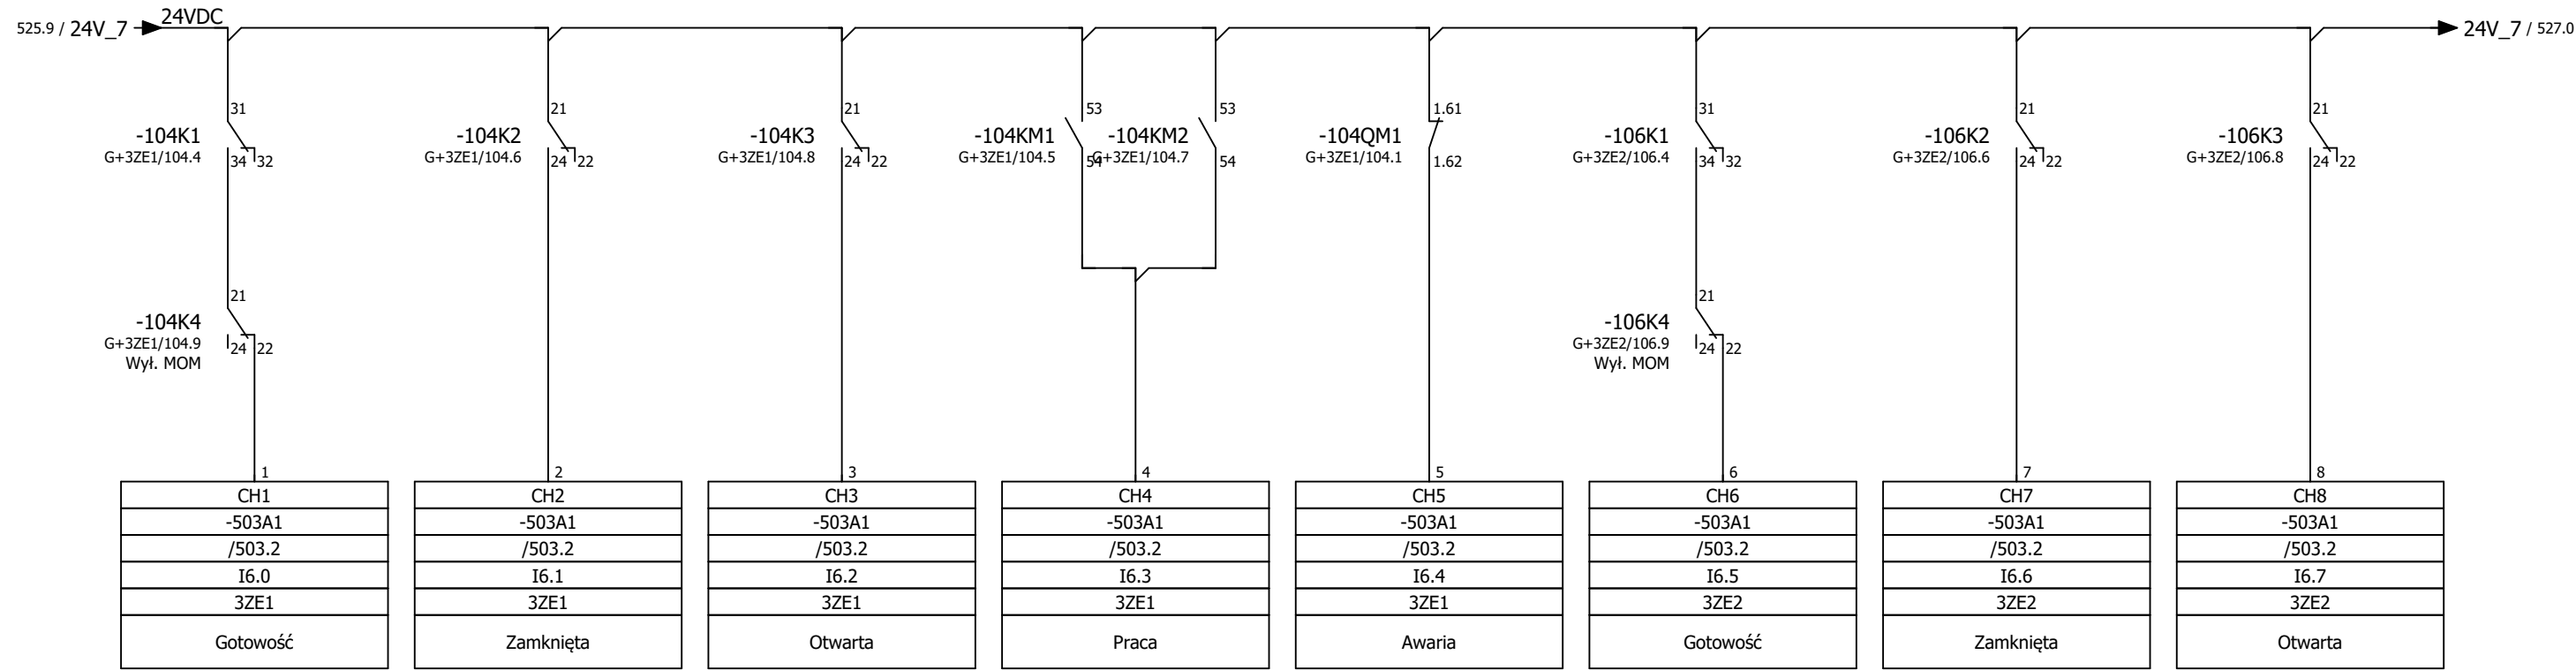 24VDC
525.9 / 24V_7
24V_7 / 527.0
31
-104K1
G+3ZE1/104.4
34 32
21
-104K2
G+3ZE1/104.6
24 22
21
-104K3
G+3ZE1/104.8
24 22
53
-104KM1
G+3ZE1/104.5
54
53
-104KM2
G+3ZE1/104.7
54
1.61
-104QM1
G+3ZE1/104.1
1.62
31
-106K1
G+3ZE2/106.4
34 32
21
-106K2
G+3ZE2/106.6
24 22
21
-106K3
G+3ZE2/106.8
24 22
21
-104K4
G+3ZE1/104.9
24 22
Wył. MOM
21
-106K4
G+3ZE2/106.9
24 22
Wył. MOM
1 2 3 4 5 6 7 8
CH1 CH2 CH3 CH4 CH5 CH6 CH7 CH8
-503A1 -503A1 -503A1 -503A1 -503A1 -503A1 -503A1 -503A1
/503.2 /503.2 /503.2 /503.2 /503.2 /503.2 /503.2 /503.2
I6.0 I6.1 I6.2 I6.3 I6.4 I6.5 I6.6 I6.7
3ZE1 3ZE1 3ZE1 3ZE1 3ZE1 3ZE2 3ZE2 3ZE2
Gotowość Zamknięta Otwarta Praca Awaria Gotowość Zamknięta Otwarta